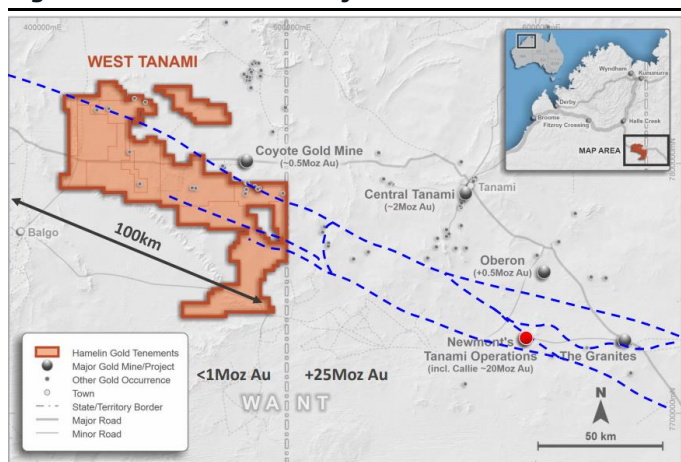 400000mE
500000mE
600000mE
WEST TANAMI
Coyote Gold Mine
(~0.5Moz Au)
Central Tanami
(~2Moz Au)
Tanami
Balgo
100km
Oberon
(+0.5Moz Au)
Newmont's
Tanami Operations
(incl. Callie ~20Moz Au)
The Granites
<1Moz Au
+25Moz Au
WA
NT
7700000mN
N
50 km
Hamelin Gold Tenements
Major Gold Mine/Project
Other Gold Occurrence
Town
State/Territory Border
Major Road
Minor Road
Wyndham
Kununurra
Derby
Broome
Fitzroy Crossing
Halls Creek
MAP AREA